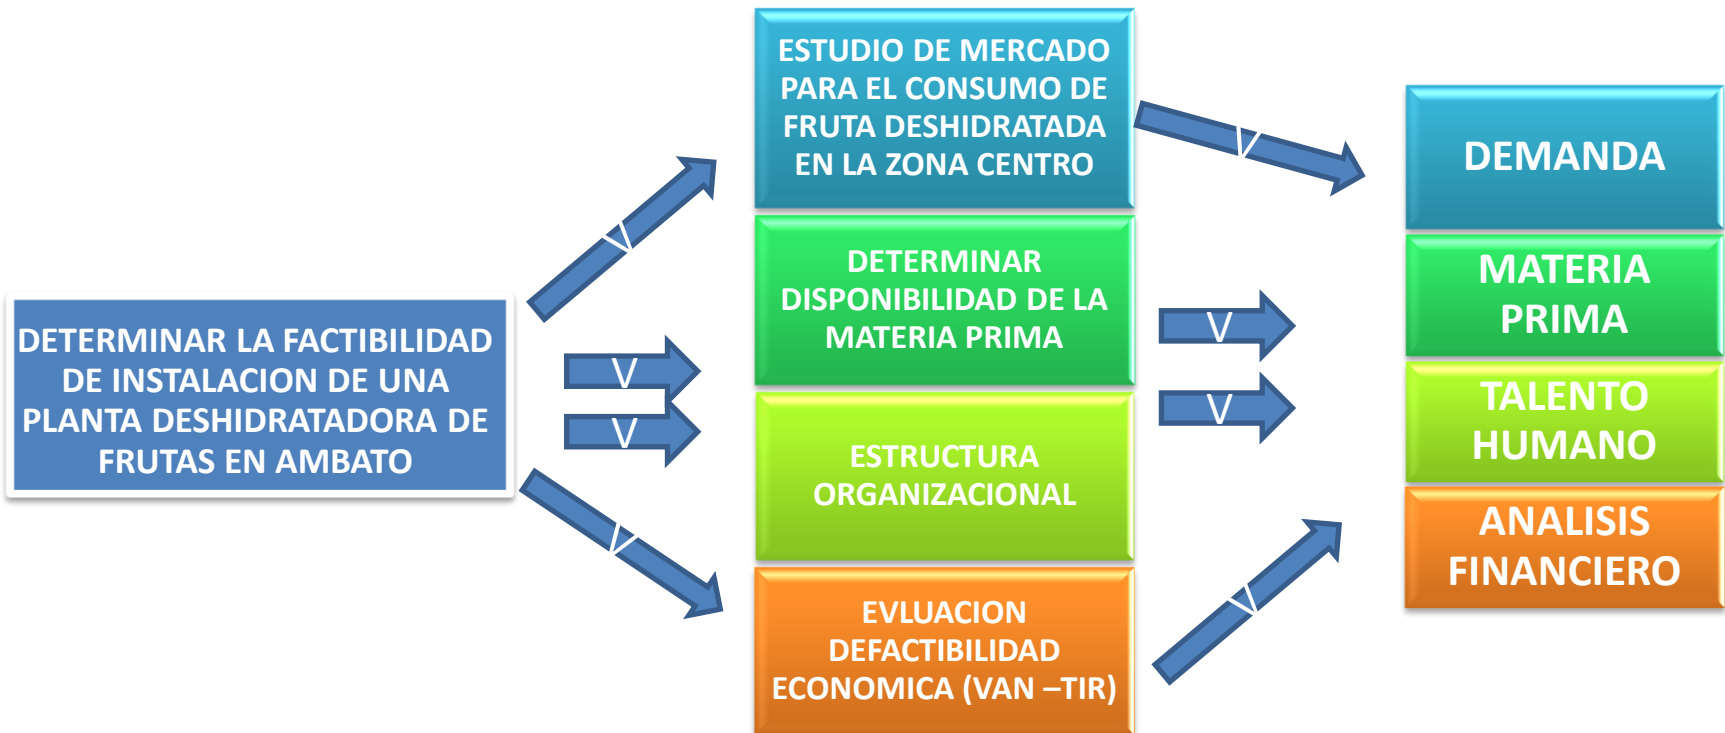 DETERMINAR LA FACTIBILIDAD
DE INSTALACION DE UNA
PLANTA DESHIDRATADORA DE
FRUTAS EN AMBATO
V
V
V
V
ESTUDIO DE MERCADO
PARA EL CONSUMO DE
FRUTA DESHIDRATADA
EN LA ZONA CENTRO
DETERMINAR
DISPONIBILIDAD DE LA
MATERIA PRIMA
ESTRUCTURA
ORGANIZACIONAL
EVLUACION
DEFACTIBILIDAD
ECONOMICA (VAN –TIR)
V
V
V
V
DEMANDA
MATERIA
PRIMA
TALENTO
HUMANO
ANALISIS
FINANCIERO